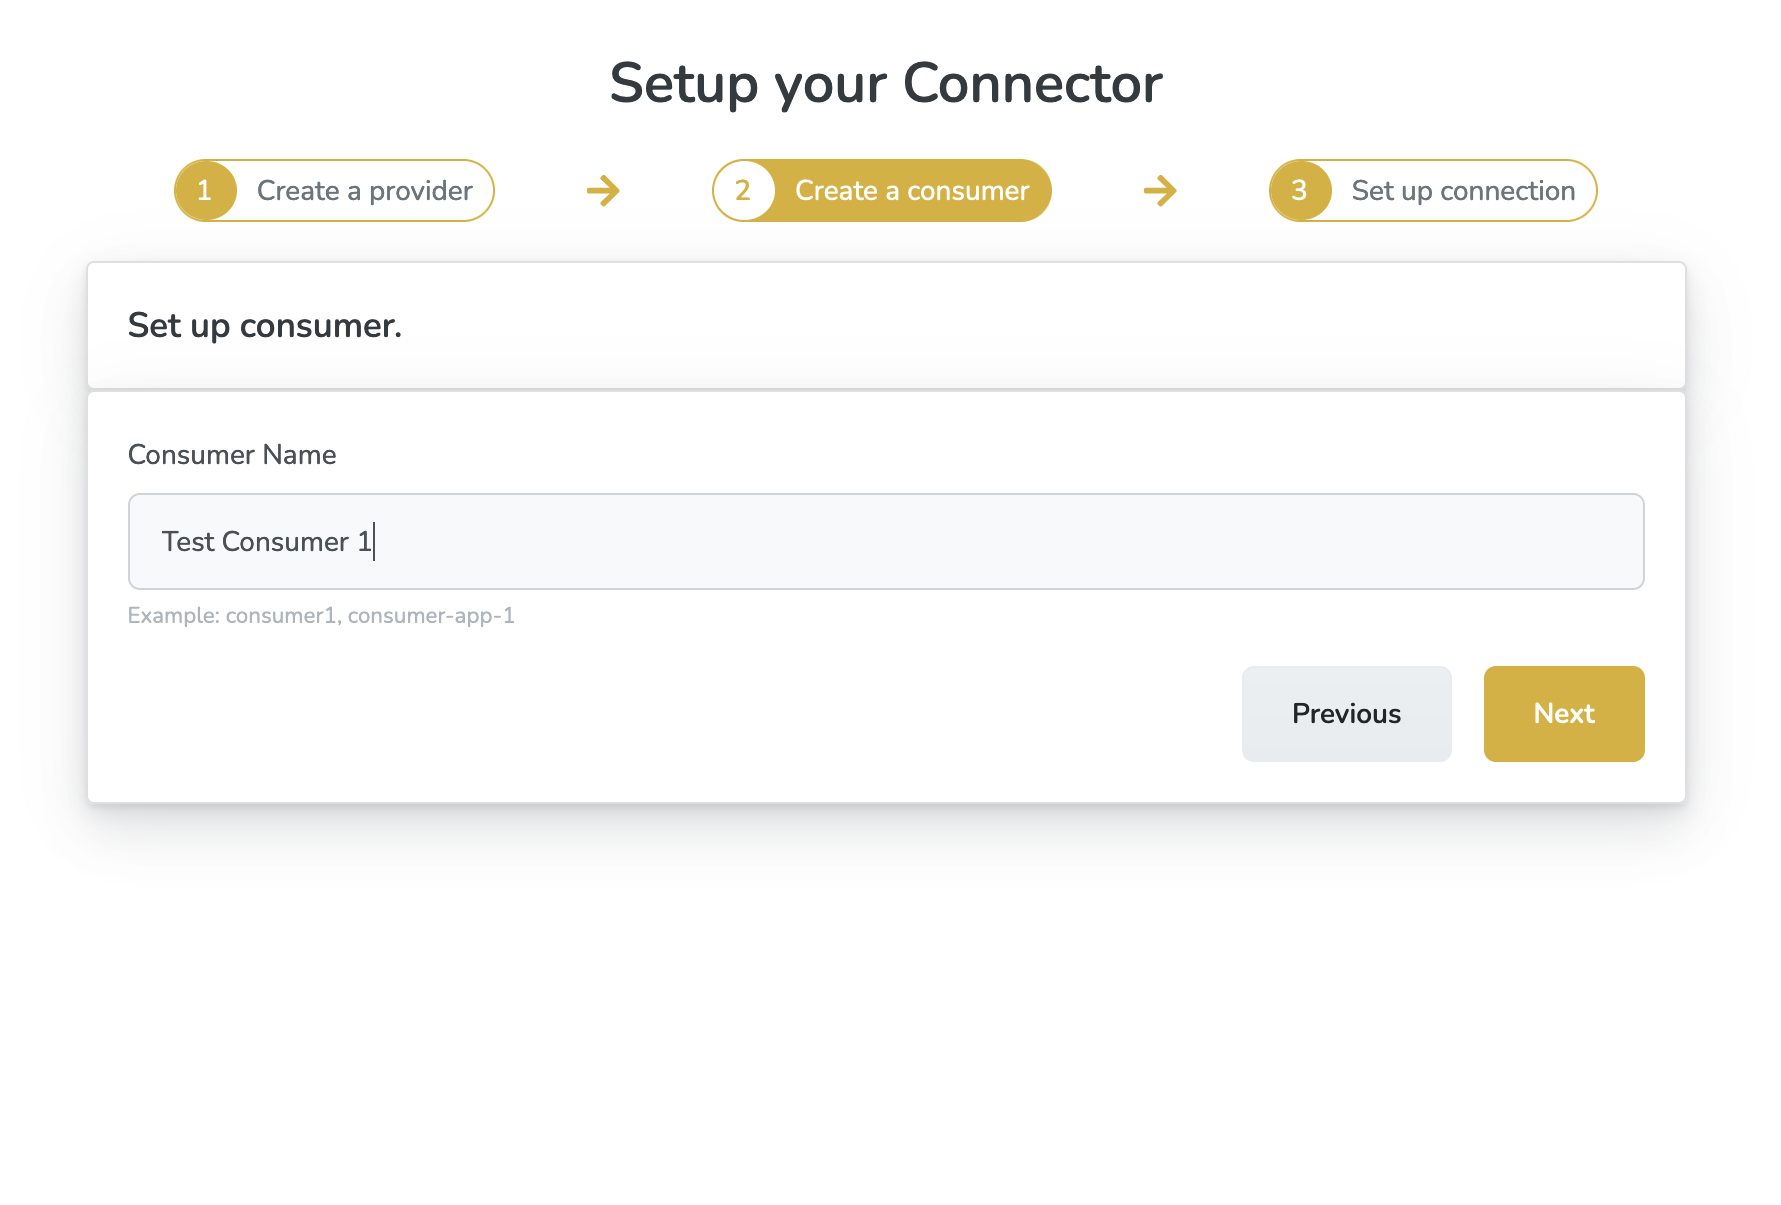 Setup your Connector
1 Create a provider
2 Create a consumer
3 Set up connection
Set up consumer.
Consumer Name
Test Consumer 1
Example: consumer1, consumer-app-1
Previous
Next